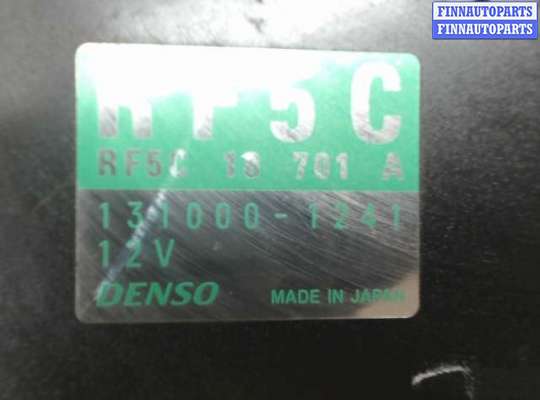 FINNAUTOPARTS
FINNAUTOPARTS
RF5C
RF5C 18 701 A
131000-1241
12V
DENSO MADE IN JAPAN